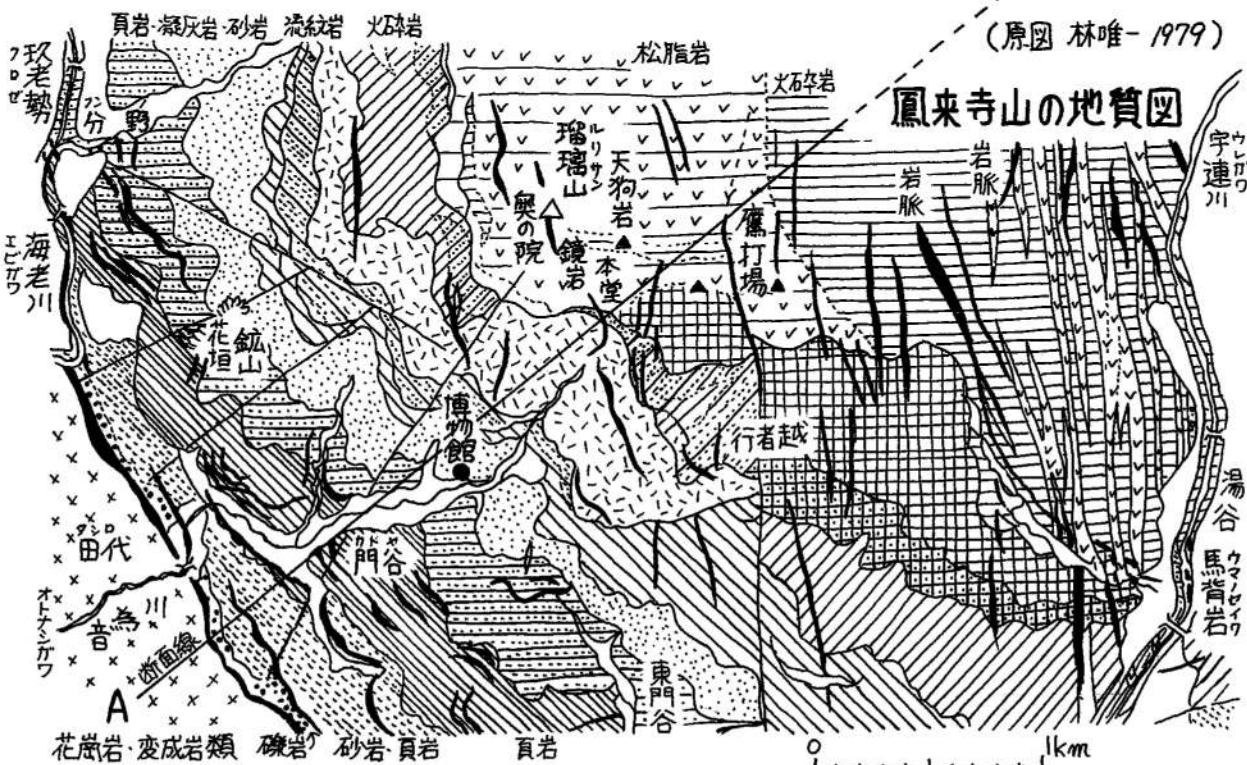 (原図 林唯一 1979)
鳳来寺山の地質図
頁岩・凝灰岩・砂岩
流紋岩
火砕岩
松脂岩
火砕岩
玖老勢
クロゼ
分
野
海老川
エビガワ
瑠璃山
ルリサン
奥の院
鏡岩
天狗岩
本堂
鷹打場
岩脈
岩脈
宇連川
ウレガワ
花垣
鉱山
博物館
行者越
湯谷
馬背岩
ウマノセイワ
田代
タシロ
門谷
カドヤ
東門谷
音為川
オトナシガワ
断面線
A
花崗岩・変成岩類
礫岩
砂岩・頁岩
頁岩
0
1km